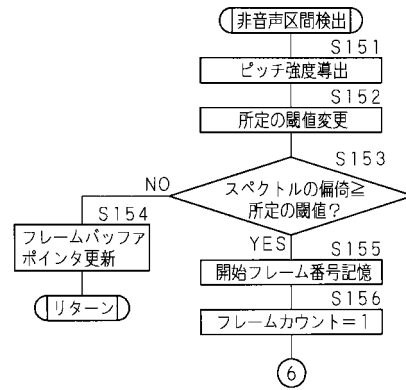 非音声区間検出
S151
ピッチ強度導出
S152
所定の閾値変更
S153
スペクトルの偏倚≧
所定の閾値?
NO
YES
S154
フレームバッファ
ポインタ更新
リターン
S155
開始フレーム番号記憶
S156
フレームカウント=1
6